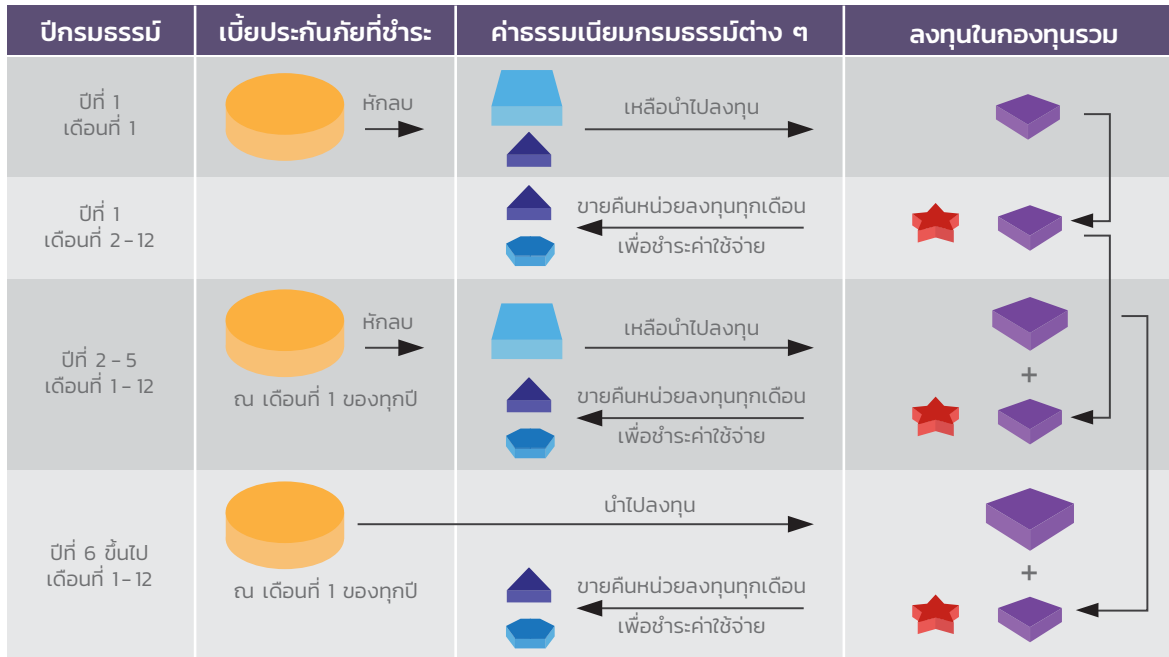 ปีกรมธรรม์
เบี้ยประกันภัยที่ชำระ
ค่าธรรมเนียมกรมธรรม์ต่าง ๆ
ลงทุนในกองทุนรวม
ปีที่ 1
เดือนที่ 1
หักลบ
เหลือนำไปลงทุน
ปีที่ 1
เดือนที่ 2 - 12
ขายคืนหน่วยลงทุนทุกเดือน
เพื่อชำระค่าใช้จ่าย
ปีที่ 2 - 5
เดือนที่ 1 - 12
หักลบ
ณ เดือนที่ 1 ของทุกปี
เหลือนำไปลงทุน
ขายคืนหน่วยลงทุนทุกเดือน
เพื่อชำระค่าใช้จ่าย
+
ปีที่ 6 ขึ้นไป
เดือนที่ 1 - 12
ณ เดือนที่ 1 ของทุกปี
นำไปลงทุน
ขายคืนหน่วยลงทุนทุกเดือน
เพื่อชำระค่าใช้จ่าย
+